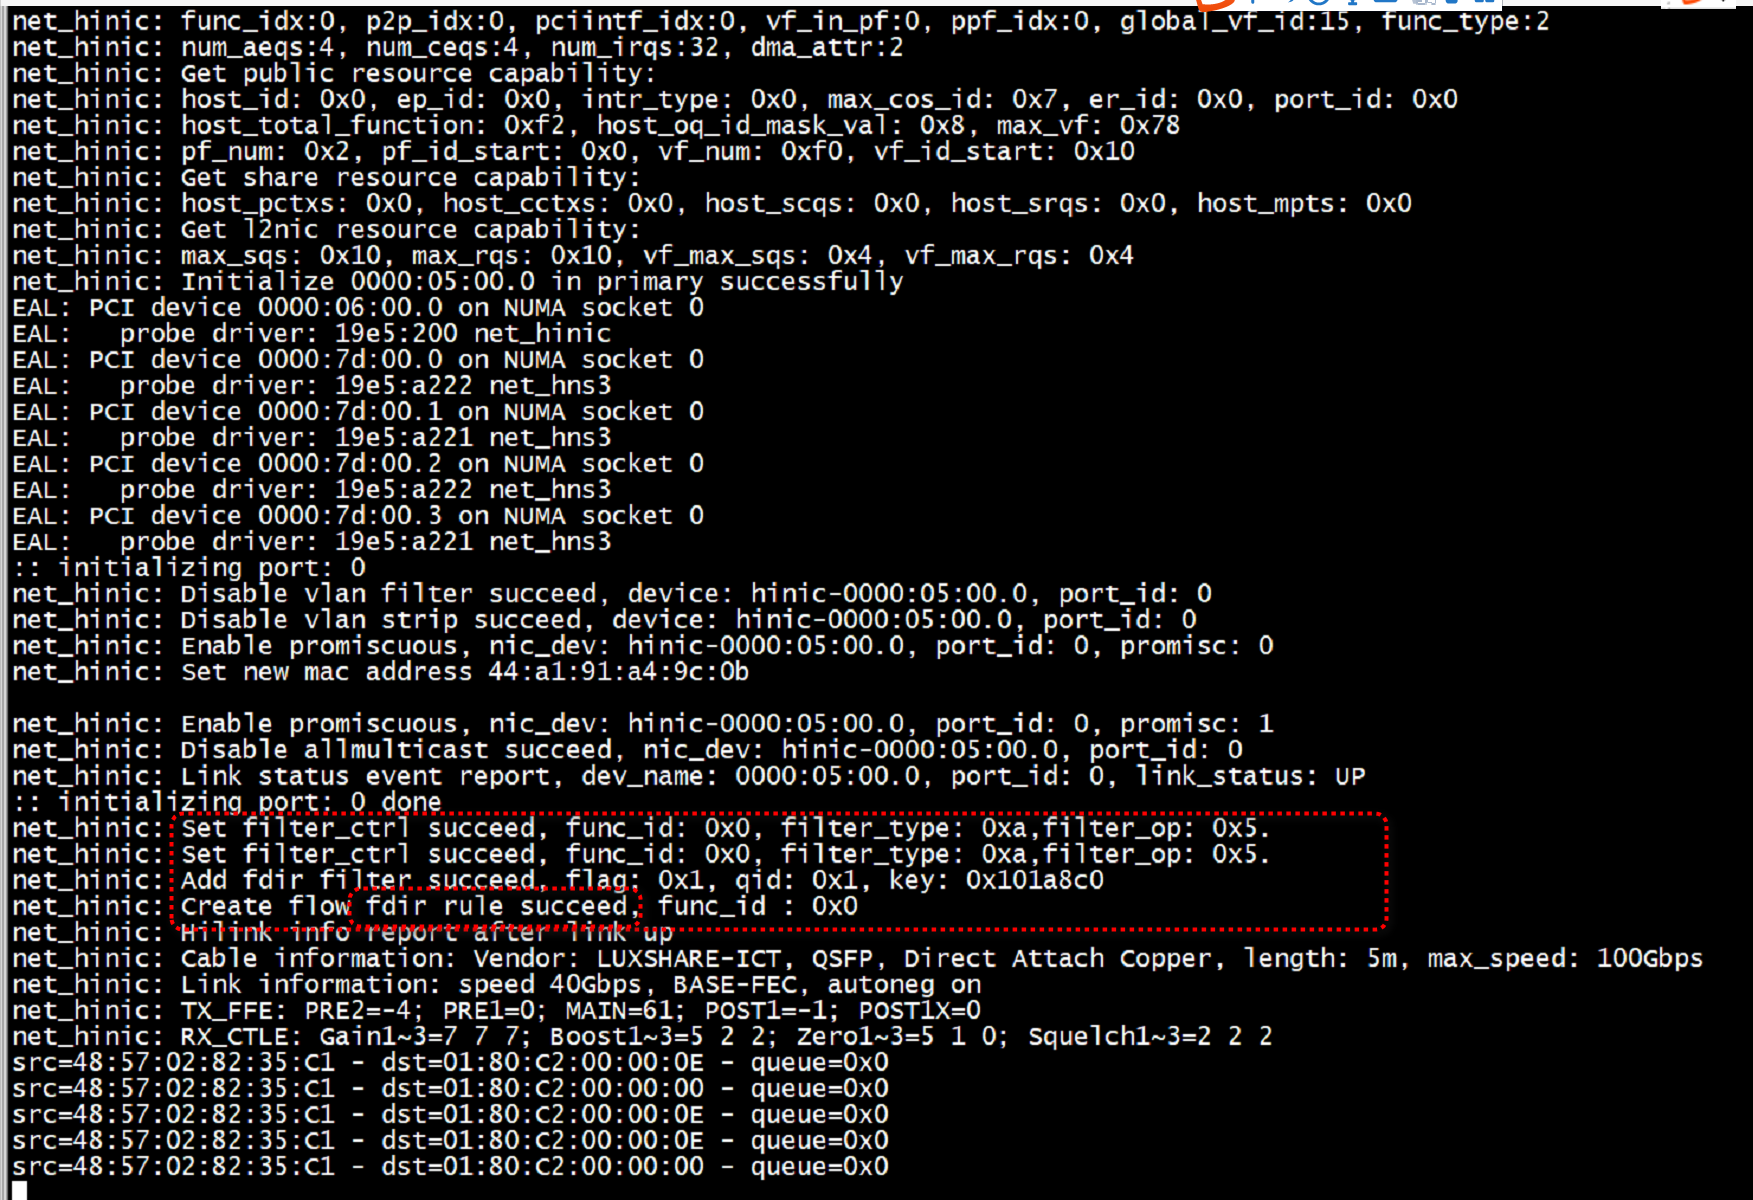 net_hinic: func_idx:0, p2p_idx:0, pciintf_idx:0, vf_in_pf:0, ppf_idx:0, global_vf_id:15, func_type:2
net_hinic: num_aeqs:4, num_ceqs:4, num_irqs:32, dma_attr:2
net_hinic: Get public resource capability:
net_hinic: host_id: 0x0, ep_id: 0x0, intr_type: 0x0, max_cos_id: 0x7, er_id: 0x0, port_id: 0x0
net_hinic: host_total_function: 0xf2, host_oq_id_mask_val: 0x8, max_vf: 0x78
net_hinic: pf_num: 0x2, pf_id_start: 0x0, vf_num: 0xf0, vf_id_start: 0x10
net_hinic: Get share resource capability:
net_hinic: host_pctxs: 0x0, host_cctxs: 0x0, host_scqs: 0x0, host_srqs: 0x0, host_mpts: 0x0
net_hinic: Get l2nic resource capability:
net_hinic: max_sqs: 0x10, max_rqs: 0x10, vf_max_sqs: 0x4, vf_max_rqs: 0x4
net_hinic: Initialize 0000:05:00.0 in primary successfully
EAL: PCI device 0000:06:00.0 on NUMA socket 0
EAL:   probe driver: 19e5:200 net_hinic
EAL: PCI device 0000:7d:00.0 on NUMA socket 0
EAL:   probe driver: 19e5:a222 net_hns3
EAL: PCI device 0000:7d:00.1 on NUMA socket 0
EAL:   probe driver: 19e5:a221 net_hns3
EAL: PCI device 0000:7d:00.2 on NUMA socket 0
EAL:   probe driver: 19e5:a222 net_hns3
EAL: PCI device 0000:7d:00.3 on NUMA socket 0
EAL:   probe driver: 19e5:a221 net_hns3
:: initializing port: 0
net_hinic: Disable vlan filter succeed, device: hinic-0000:05:00.0, port_id: 0
net_hinic: Disable vlan strip succeed, device: hinic-0000:05:00.0, port_id: 0
net_hinic: Enable promiscuous, nic_dev: hinic-0000:05:00.0, port_id: 0, promisc: 0
net_hinic: Set new mac address 44:a1:91:a4:9c:0b
net_hinic: Enable promiscuous, nic_dev: hinic-0000:05:00.0, port_id: 0, promisc: 1
net_hinic: Disable allmulticast succeed, nic_dev: hinic-0000:05:00.0, port_id: 0
net_hinic: Link status event report, dev_name: 0000:05:00.0, port_id: 0, link_status: UP
:: initializing port: 0 done
net_hinic: Set filter_ctrl succeed, func_id: 0x0, filter_type: 0xa,filter_op: 0x5.
net_hinic: Set filter_ctrl succeed, func_id: 0x0, filter_type: 0xa,filter_op: 0x5.
net_hinic: Add fdir filter succeed, flag: 0x1, qid: 0x1, key: 0x101a8c0
net_hinic: Create flow fdir rule succeed, func_id : 0x0
net_hinic: Hilink info report after link up
net_hinic: Cable information: Vendor: LUXSHARE-ICT, QSFP, Direct Attach Copper, length: 5m, max_speed: 100Gbps
net_hinic: Link information: speed 40Gbps, BASE-FEC, autoneg on
net_hinic: TX_FFE: PRE2=-4; PRE1=0; MAIN=61; POST1=-1; POST1X=0
net_hinic: RX_CTLE: Gain1~3=7 7 7; Boost1~3=5 2 2; Zero1~3=5 1 0; Squelch1~3=2 2 2
src=48:57:02:82:35:C1 - dst=01:80:C2:00:00:0E - queue=0x0
src=48:57:02:82:35:C1 - dst=01:80:C2:00:00:00 - queue=0x0
src=48:57:02:82:35:C1 - dst=01:80:C2:00:00:0E - queue=0x0
src=48:57:02:82:35:C1 - dst=01:80:C2:00:00:0E - queue=0x0
src=48:57:02:82:35:C1 - dst=01:80:C2:00:00:00 - queue=0x0